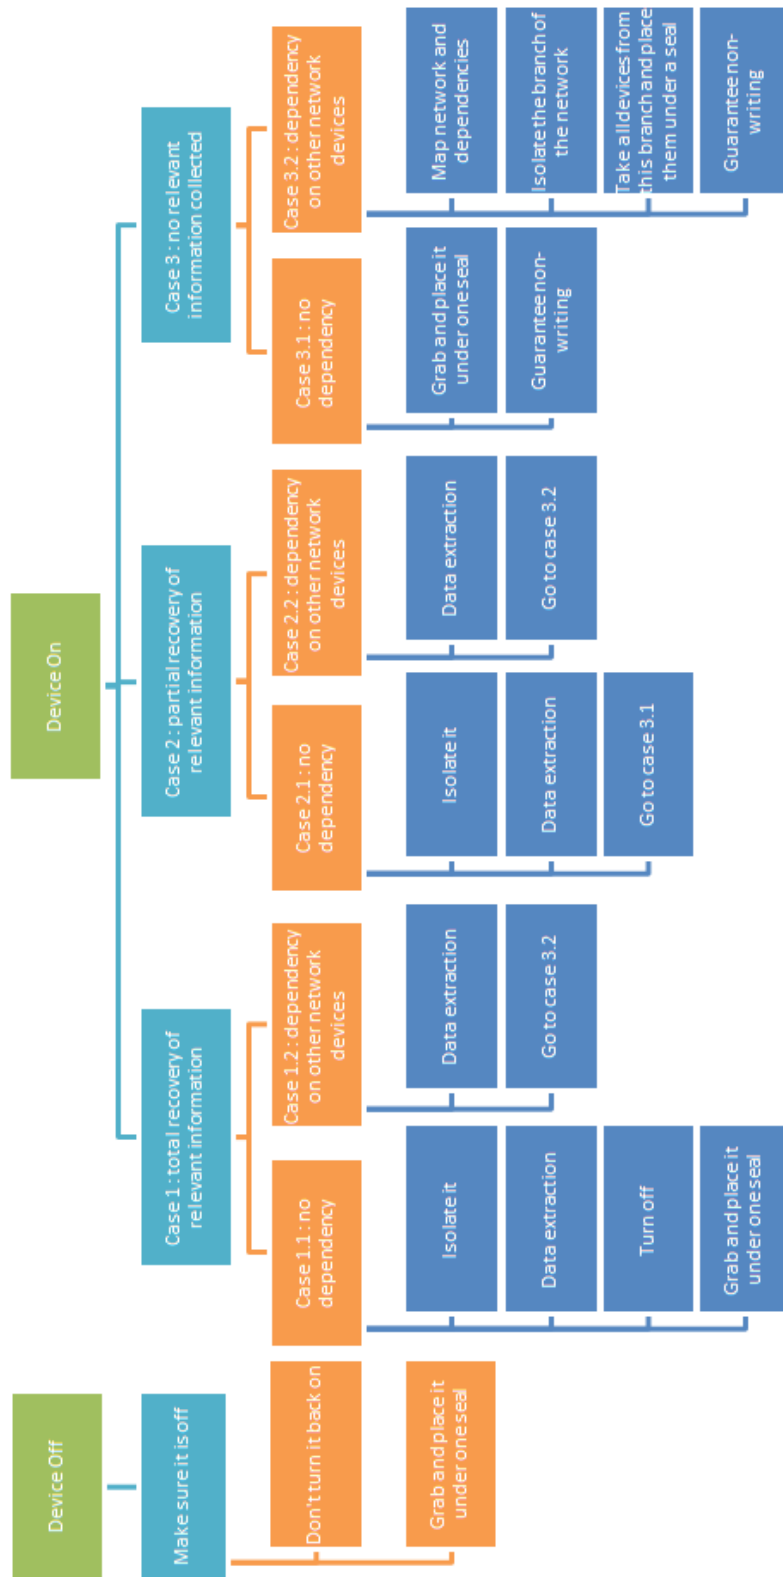 Device Off
Make sure it is off
Don't turn it back on
Grab and place it
under one seal
Device On
Case 1 : total recovery of
relevant information
Case 1.1 : no
dependency
Isolate it
Data extraction
Turn off
Grab and place it
under one seal
Case 1.2 : dependency
on other network
devices
Data extraction
Go to case 3.2
Case 2 : partial recovery of
relevant information
Case 2.1 : no
dependency
Isolate it
Data extraction
Go to case 3.1
Case 2.2 : dependency
on other network
devices
Data extraction
Go to case 3.2
Case 3 : no relevant
information collected
Case 3.1 : no
dependency
Grab and place it
under one seal
Guarantee non-
writing
Case 3.2 : dependency
on other network
devices
Map network and
dependencies
Isolate the branch of
the network
Take all devices from
this branch and place
them under a seal
Guarantee non-
writing